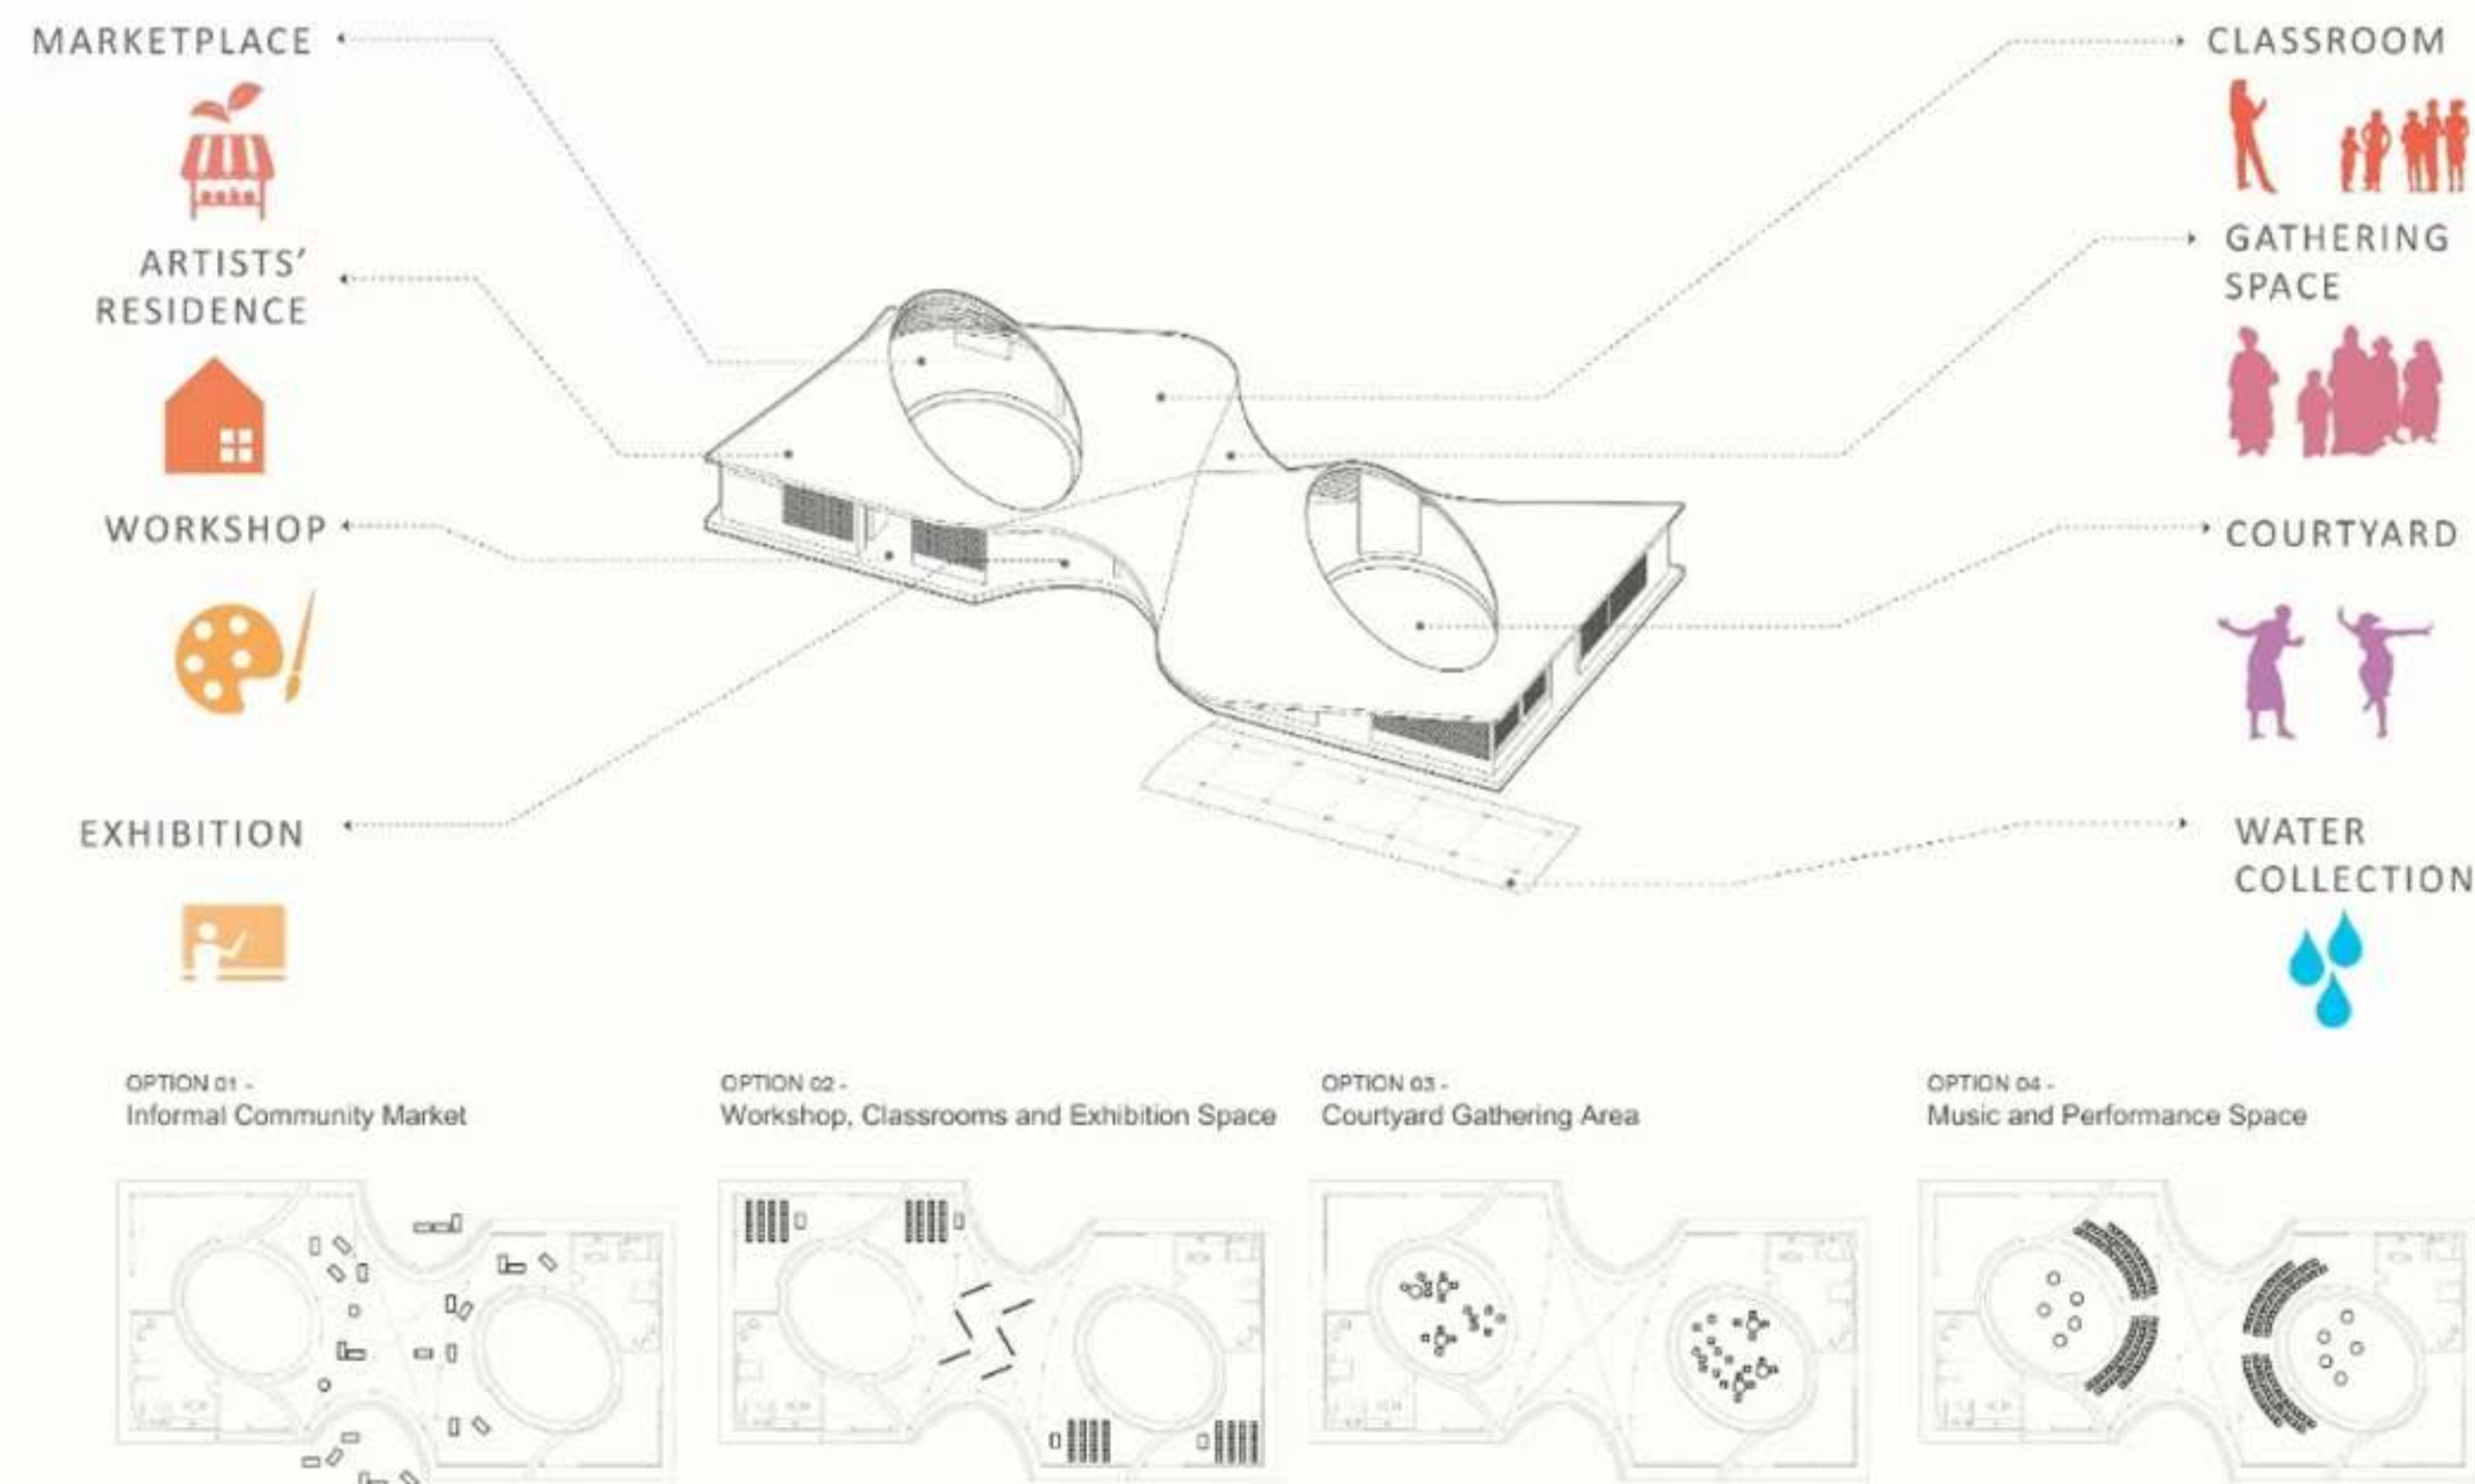 MARKETPLACE
ARTISTS'
RESIDENCE
WORKSHOP
EXHIBITION
CLASSROOM
GATHERING
SPACE
COURTYARD
WATER
COLLECTION
OPTION 01 -
Informal Community Market
OPTION 02 -
Workshop, Classrooms and Exhibition Space
OPTION 03 -
Courtyard Gathering Area
OPTION 04 -
Music and Performance Space